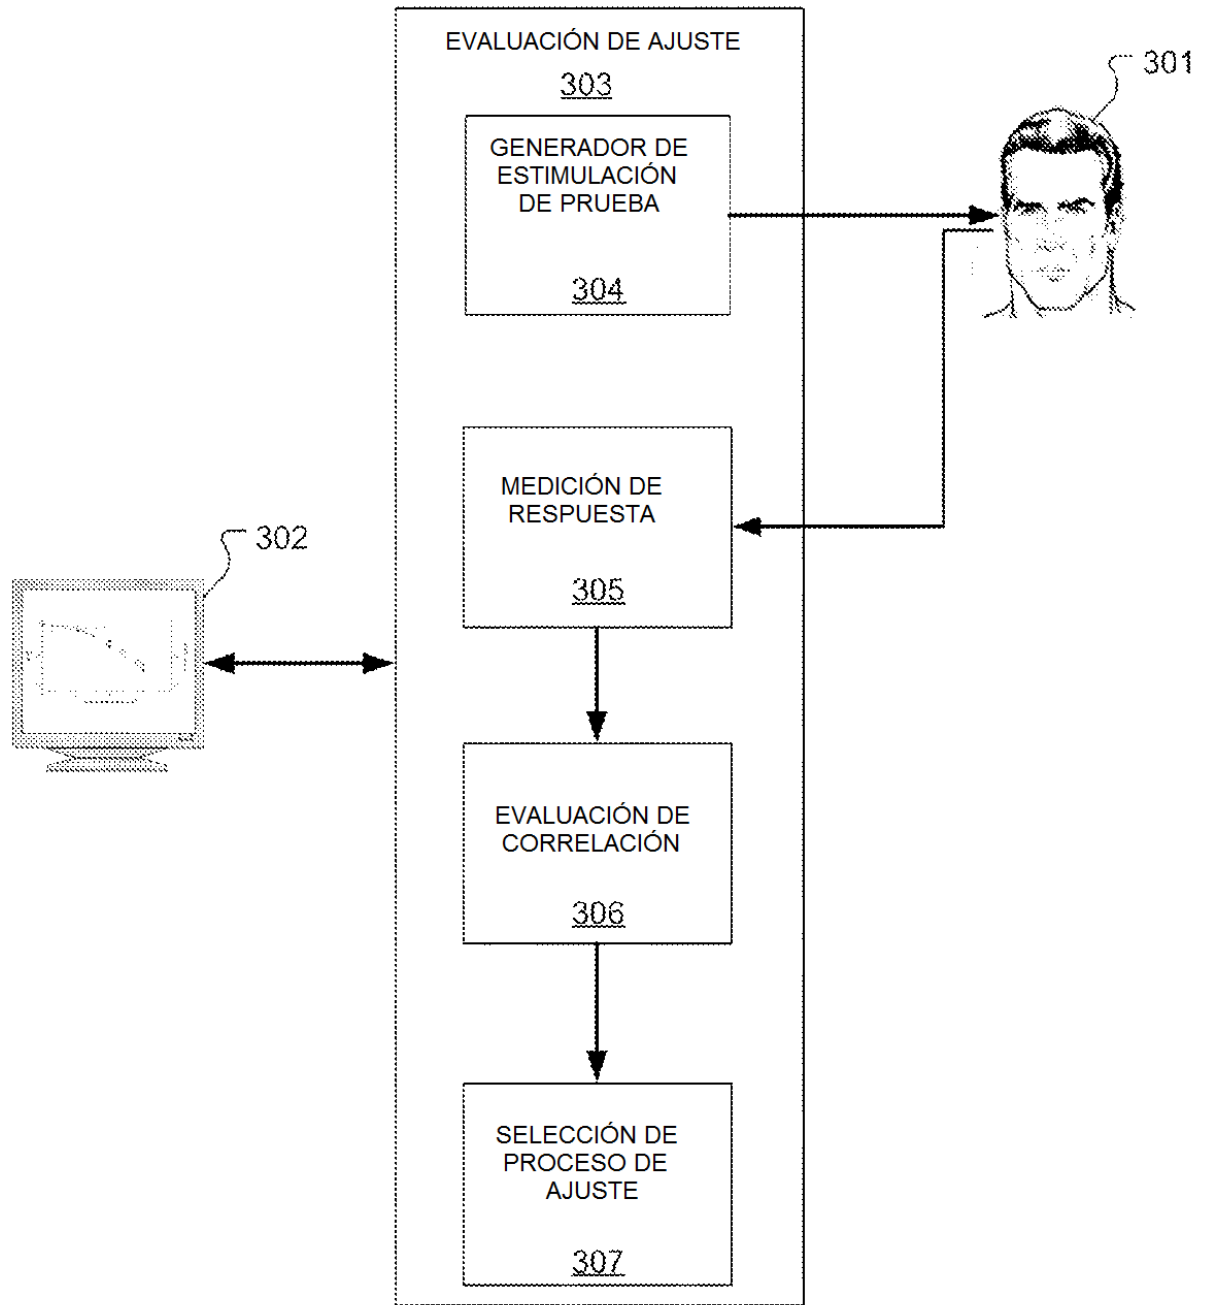 EVALUACIÓN DE AJUSTE
303
301
GENERADOR DE
ESTIMULACIÓN
DE PRUEBA
304
MEDICIÓN DE
RESPUESTA
305
302
EVALUACIÓN DE
CORRELACIÓN
306
SELECCIÓN DE
PROCESO DE
AJUSTE
307